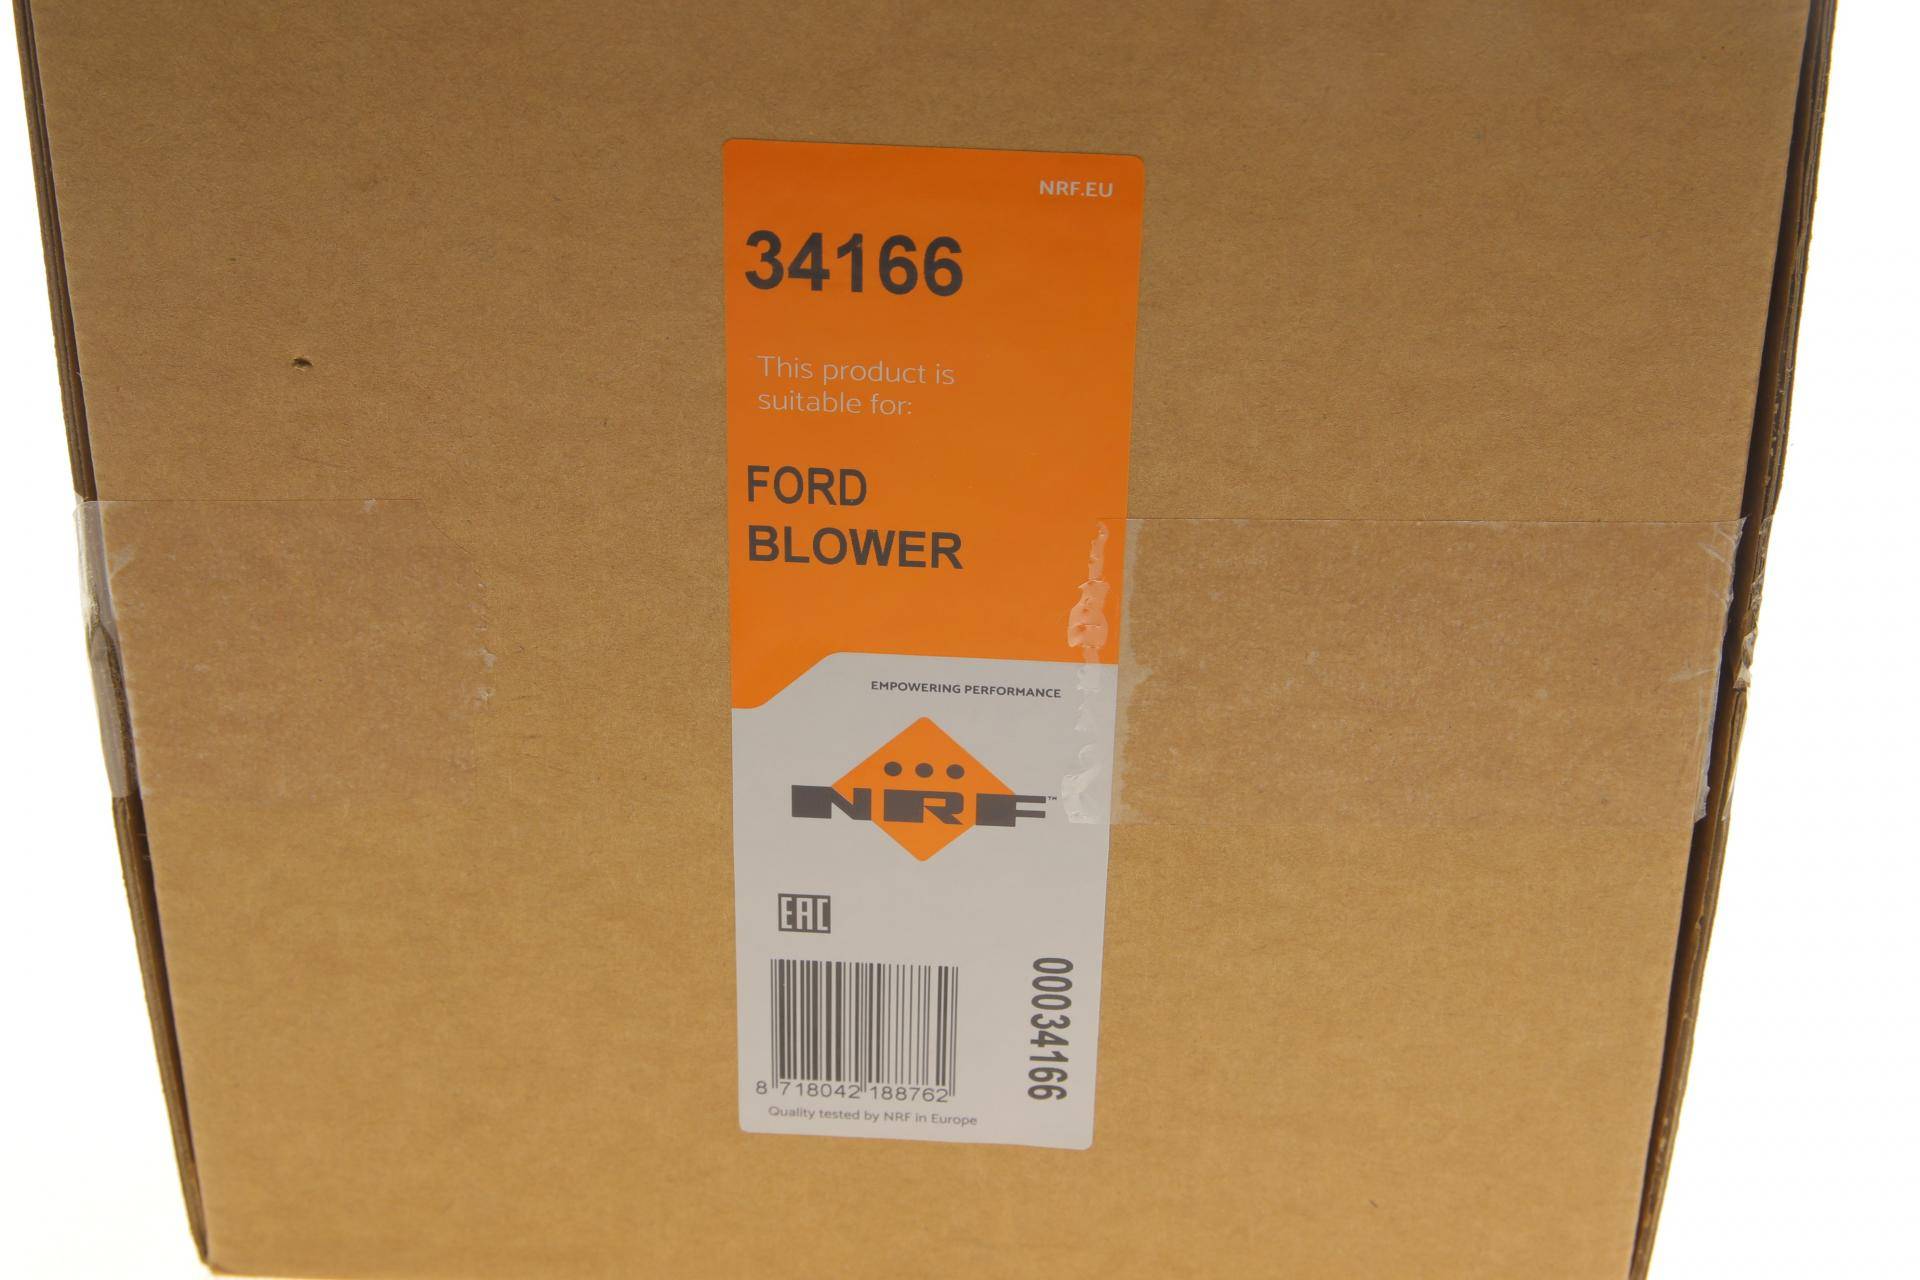 NRF.EU
34166
This product is
suitable for:
FORD
BLOWER
EMPOWERING PERFORMANCE
NRF™
EAC
00034166
8 718042 188762
Quality tested by NRF in Europe